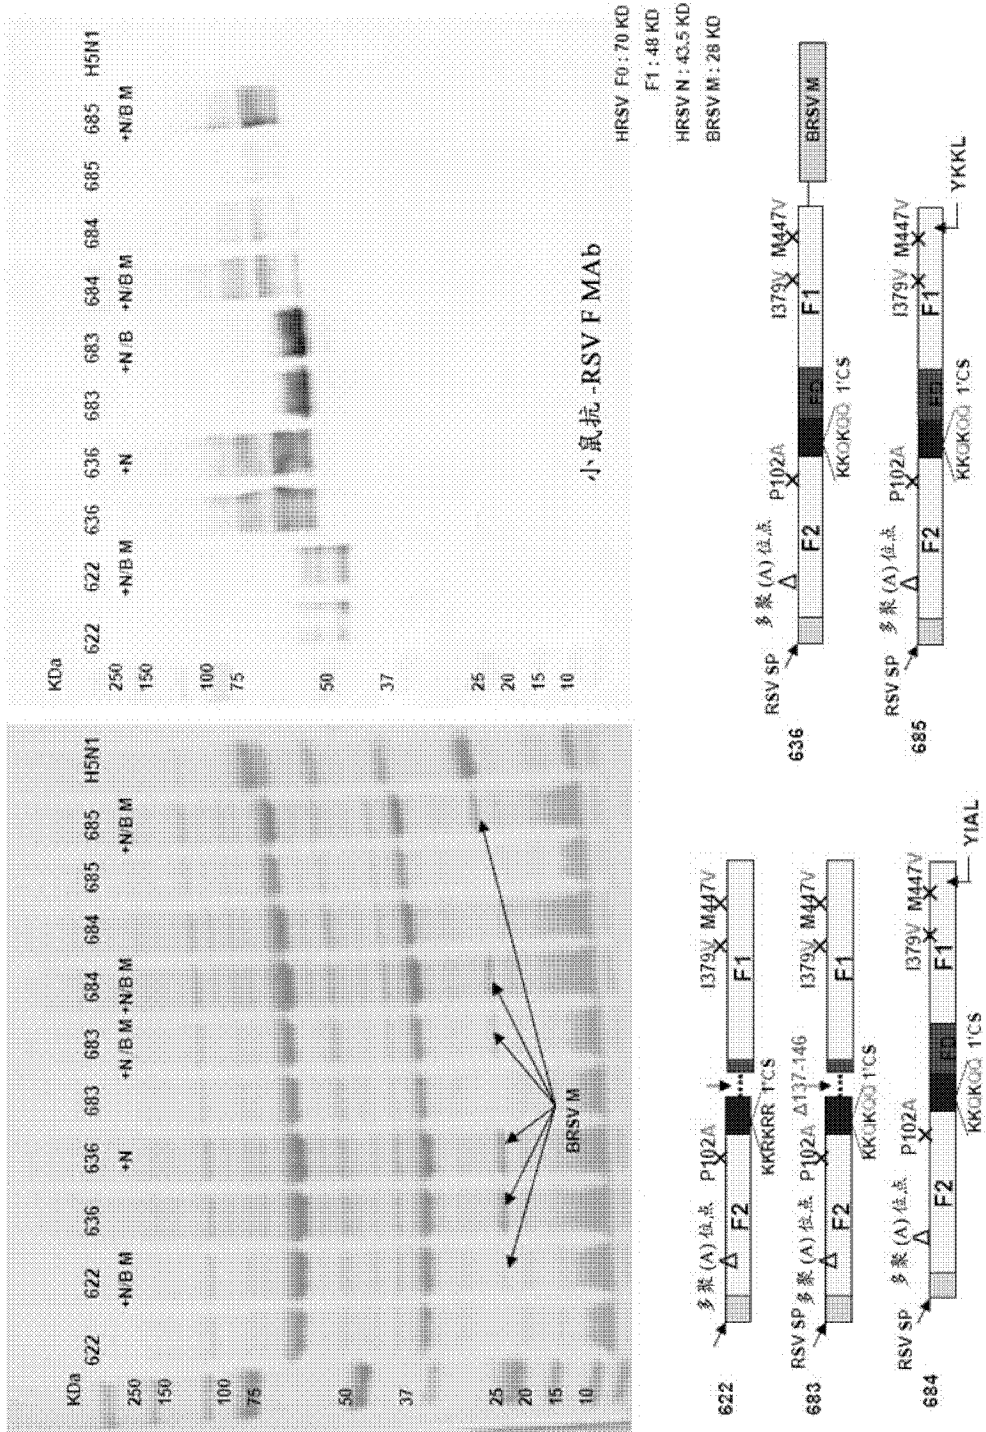 KDa
622
622
636
636
683
683
684
684
685
685
H5N1
+N/B M
+N
+N /B M +N/B M
+N/B M
250
150
100
75
50
37
25
20
15
10
BRSV M
KDa
622
622
636
636
683
683
684
684
685
685
H5N1
+N/B M
+N
+N /B
+N/B M
+N/B M
250
150
100
75
50
37
25
20
15
10
小鼠抗-RSV F MAb
HRSV F0 : 70 KD
F1 : 48 KD
HRSV N : 43.5 KD
BRSV M : 28 KD
622
多聚(A)位点
P102A
I379V M447V
F2
F1
KKRKRR 1'CS
683
RSV SP
多聚(A)位点
P102A Δ137-146
I379V M447V
F2
F1
KKQKQQ 1'CS
684
RSV SP
多聚(A)位点
P102A
I379V M447V
F2
FD
F1
KKQKQQ 1'CS
YIAL
636
RSV SP
多聚(A)位点
P102A
I379V M447V
F2
FD
F1
BRSV M
KKQKQQ 1'CS
685
RSV SP
多聚(A)位点
P102A
I379V M447V
F2
FD
F1
KKQKQQ 1'CS
YKKL